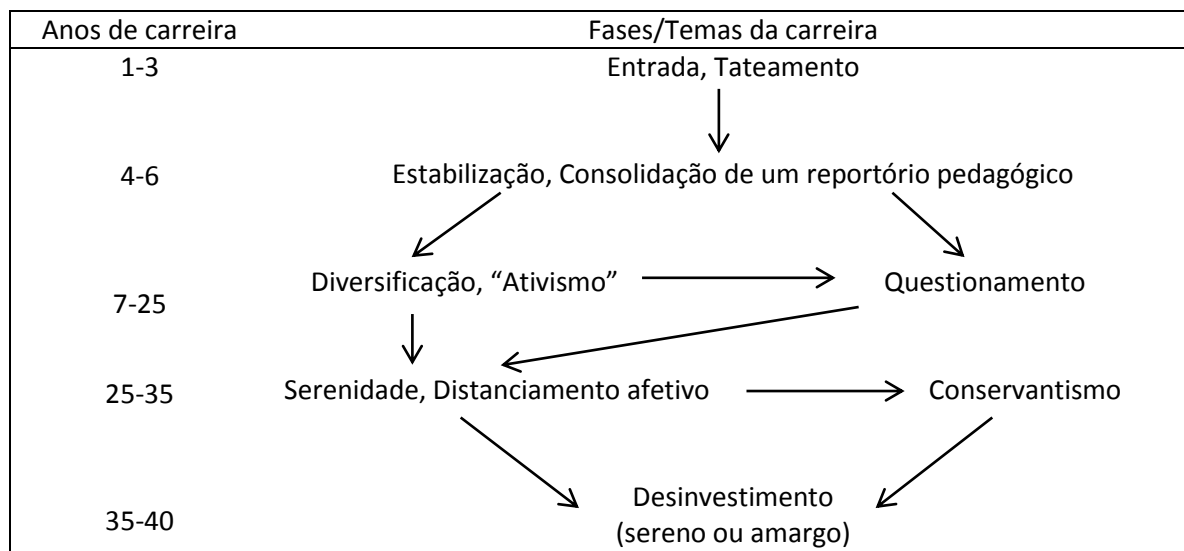 Anos de carreira Fases/Temas da carreira
1-3 Entrada, Tateamento
4-6 Estabilização, Consolidação de um reportório pedagógico
Diversificação, “Ativismo” Questionamento
7-25
25-35 Serenidade, Distanciamento afetivo Conservantismo
Desinvestimento
35-40 (sereno ou amargo)